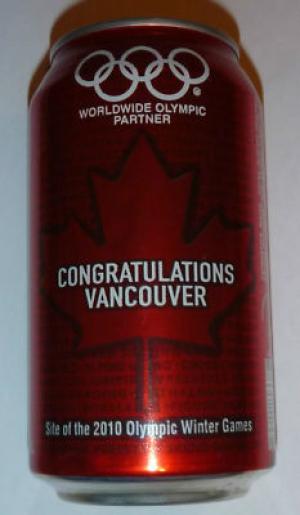 WORLDWIDE OLYMPIC
PARTNER
®
CONGRATULATIONS
VANCOUVER
Site of the 2010 Olympic Winter Games